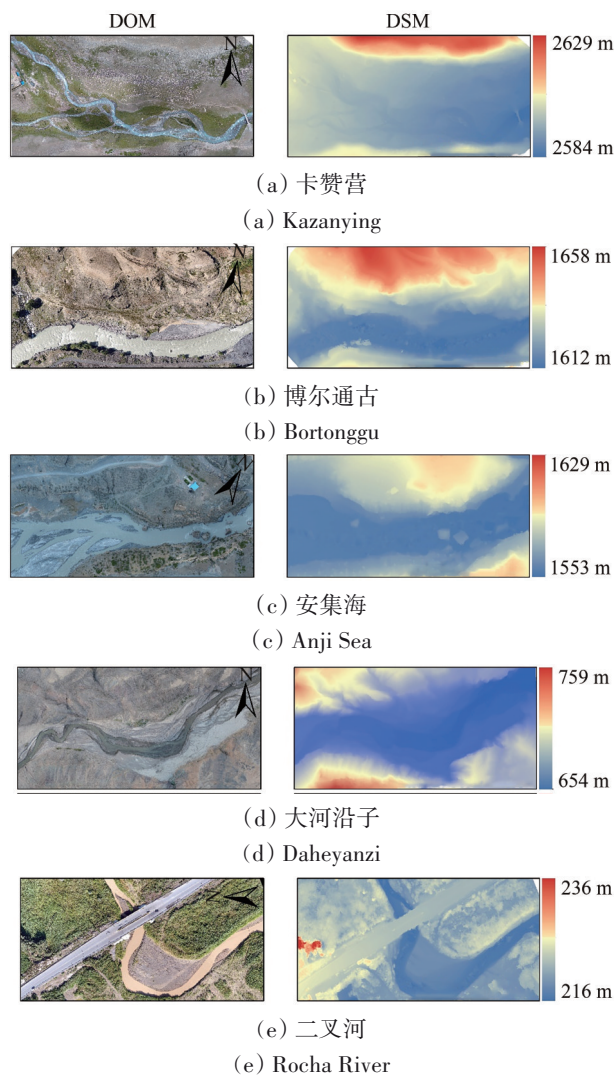 DOM DSM
N
2629 m
2584 m
(a) 卡赞营
(a) Kazanying
N
1658 m
1612 m
(b) 博尔通古
(b) Bortonggu
N
1629 m
1553 m
(c) 安集海
(c) Anji Sea
N
759 m
654 m
(d) 大河沿子
(d) Daheyanzi
236 m
216 m
(e) 二叉河
(e) Rocha River